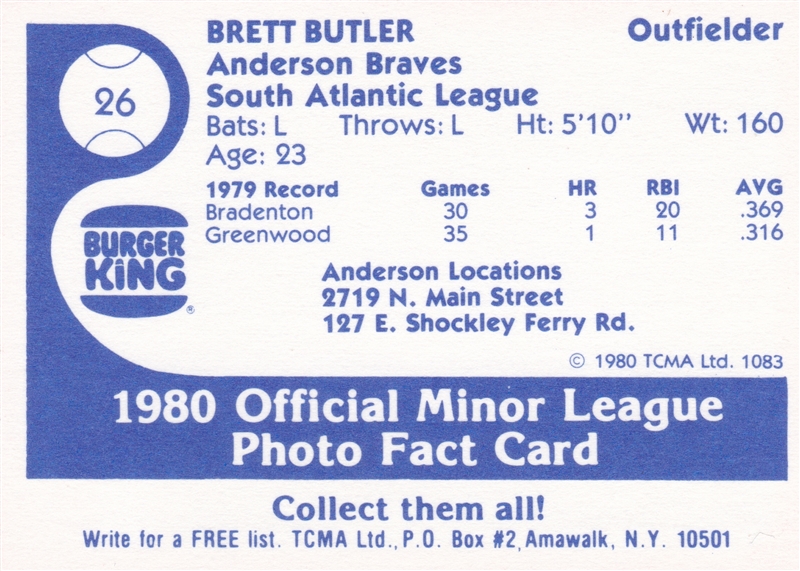 BRETT BUTLER Outfielder
Anderson Braves
South Atlantic League
Bats: L Throws: L Ht: 5'10" Wt: 160
Age: 23
26
1979 Record Games HR RBI AVG
Bradenton 30 3 20 .369
Greenwood 35 1 11 .316
BURGER
KING
®
Anderson Locations
2719 N. Main Street
127 E. Shockley Ferry Rd.
© 1980 TCMA Ltd. 1083
1980 Official Minor League
Photo Fact Card
Collect them all!
Write for a FREE list. TCMA Ltd., P.O. Box #2, Amawalk, N.Y. 10501